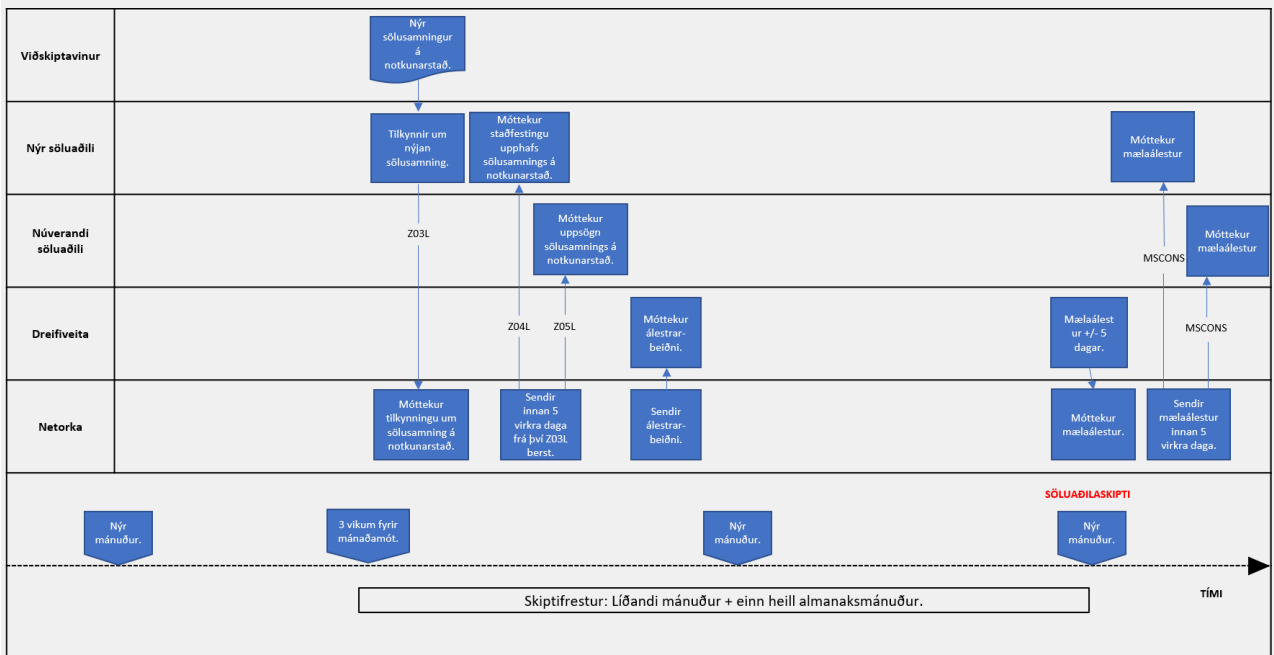 Viðskiptavinur
Nýr
sölusamningur
á
notkunarstað.
Nýr söluaðili
Tilkynnir um
nýjan
sölusamning.
Móttekur
staðfestingu
upphafs
sölusamnings á
notkunarstað.
Móttekur
mælaálestur
Núverandi
söluaðili
Z03L
Móttekur
uppsögn
sölusamnings á
notkunarstað.
MSCONS
Móttekur
mælaálestur
Dreifiveita
Z04L
Z05L
Móttekur
álestrar-
beiðni.
Mælaálest
ur +/- 5
dagar.
MSCONS
Netorka
Móttekur
tilkynningu um
sölusamning á
notkunarstað.
Sendir
innan 5
virkra daga
frá því Z03L
berst.
Sendir
álestrar-
beiðni.
Móttekur
mælaálestur.
Sendir
mælaálestur
innan 5
virkra daga.
SÖLUAÐILASKIPTI
Nýr
mánuður.
3 vikum fyrir
mánaðamót.
Nýr
mánuður.
Nýr
mánuður.
TÍMI
Skiptifrestur: Líðandi mánuður + einn heill almanaksmánuður.